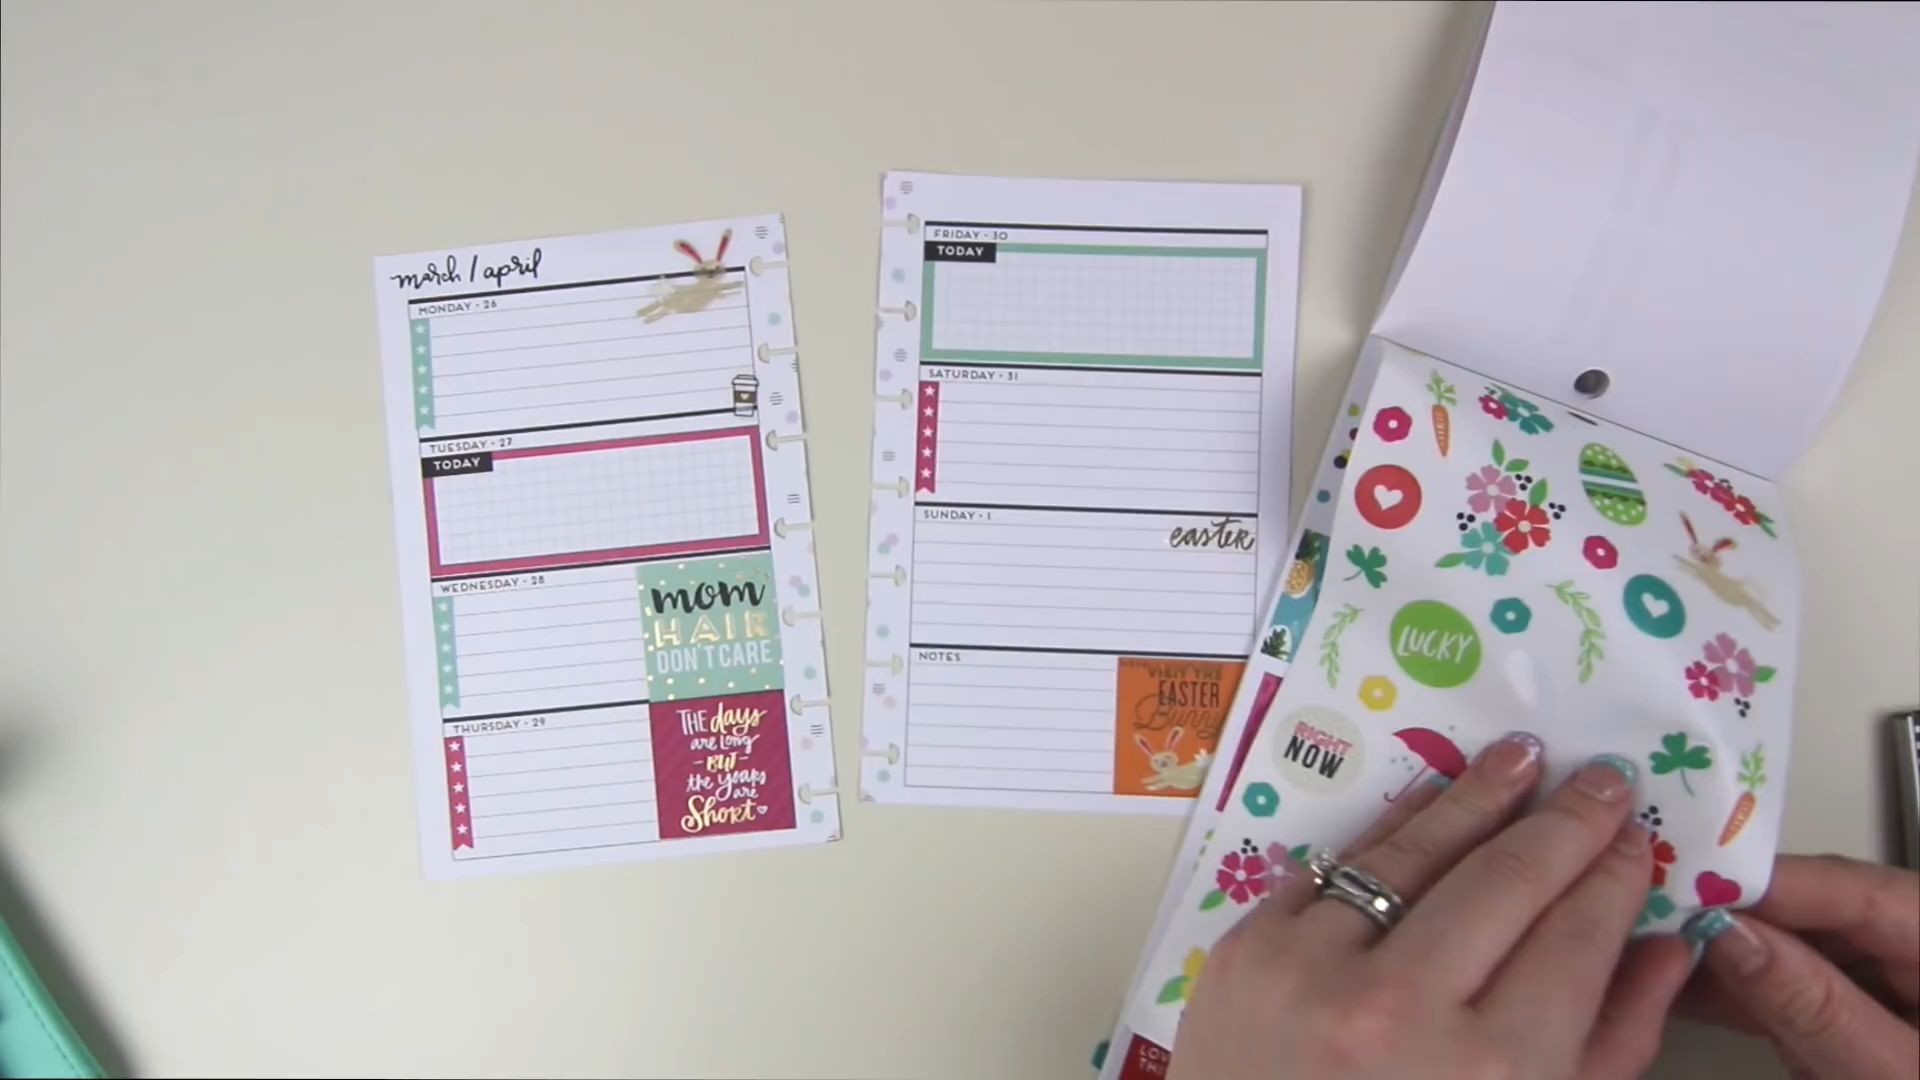 march / april
MONDAY · 26
TUESDAY · 27
TODAY
WEDNESDAY · 28
mom
HAIR
DON'T CARE
THURSDAY · 29
THE days
are long
-BUT-
the years
are
Short
FRIDAY · 30
TODAY
SATURDAY · 31
SUNDAY · 1
easter
NOTES
VISIT THE
EASTER
Bunny
LUCKY
RIGHT
NOW